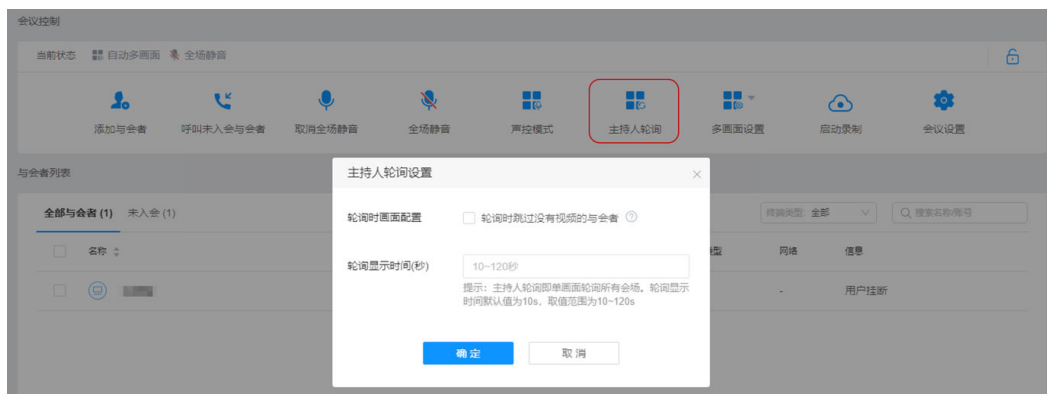 会议控制
当前状态 自动多画面 全场静音
添加与会者 呼叫未入会与会者 取消全场静音 全场静音 声控模式 主持人轮询 多画面设置 启动录制 会议设置
与会者列表
主持人轮询设置
全部与会者 (1) 未入会 (1) 终端类型: 全部 搜索名称/账号
轮询时画面配置 轮询时跳过没有视频的与会者
名称 网络 信息
轮询显示时间(秒) 10~120秒
提示：主持人轮询即单画面轮询所有会场。轮询显示
时间默认值为10s，取值范围为10~120s
- 用户挂断
确定 取消